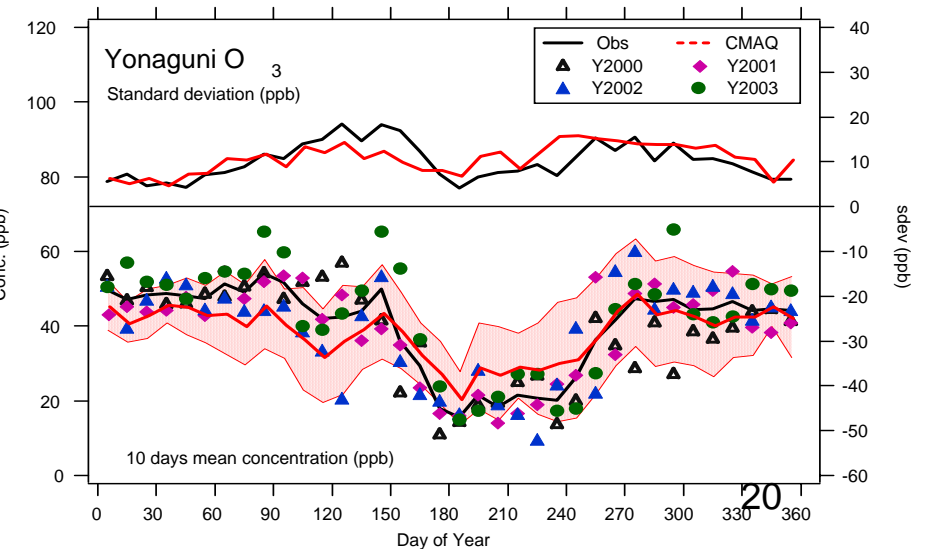 120
100
80
60
40
20
0
Conc. (ppb)
Yonaguni O 3
Standard deviation (ppb)
Obs
CMAQ
Y2000
Y2001
Y2002
Y2003
40
30
20
10
0
-10
-20
-30
-40
-50
-60
sdev (ppb)
10 days mean concentration (ppb)
20
0 30 60 90 120 150 180 210 240 270 300 330 360
Day of Year